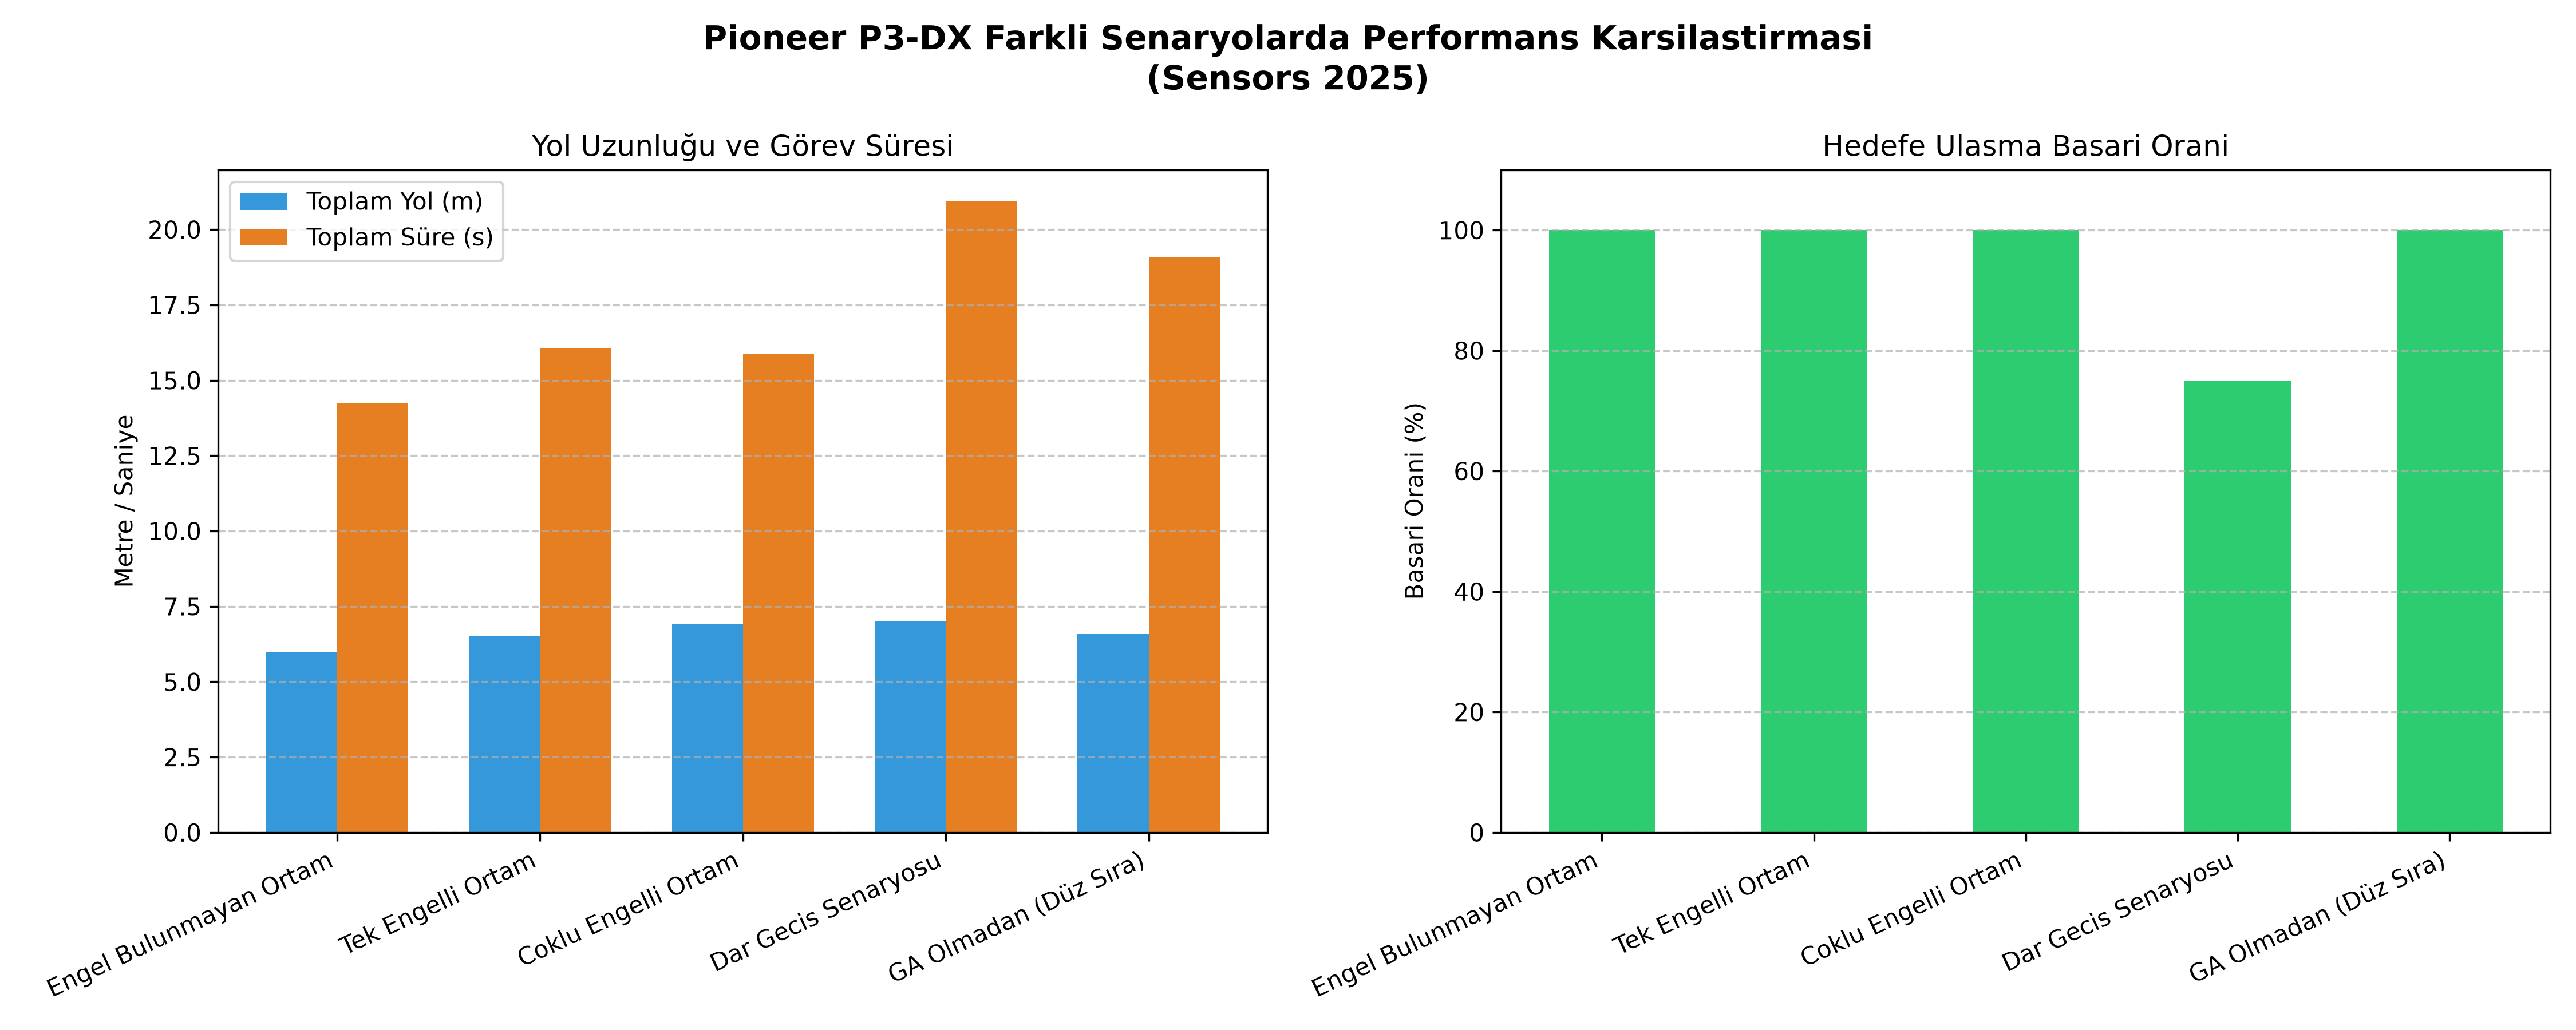 Pioneer P3-DX Farkli Senaryolarda Performans Karsilastirmasi
(Sensors 2025)
Yol Uzunluğu ve Görev Süresi
Toplam Yol (m)
Toplam Süre (s)
Metre / Saniye
20.0
17.5
15.0
12.5
10.0
7.5
5.0
2.5
0.0
Engel Bulunmayan Ortam
Tek Engelli Ortam
Coklu Engelli Ortam
Dar Gecis Senaryosu
GA Olmadan (Düz Sıra)
Hedefe Ulasma Basari Orani
Basari Orani (%)
100
80
60
40
20
0
Engel Bulunmayan Ortam
Tek Engelli Ortam
Coklu Engelli Ortam
Dar Gecis Senaryosu
GA Olmadan (Düz Sıra)